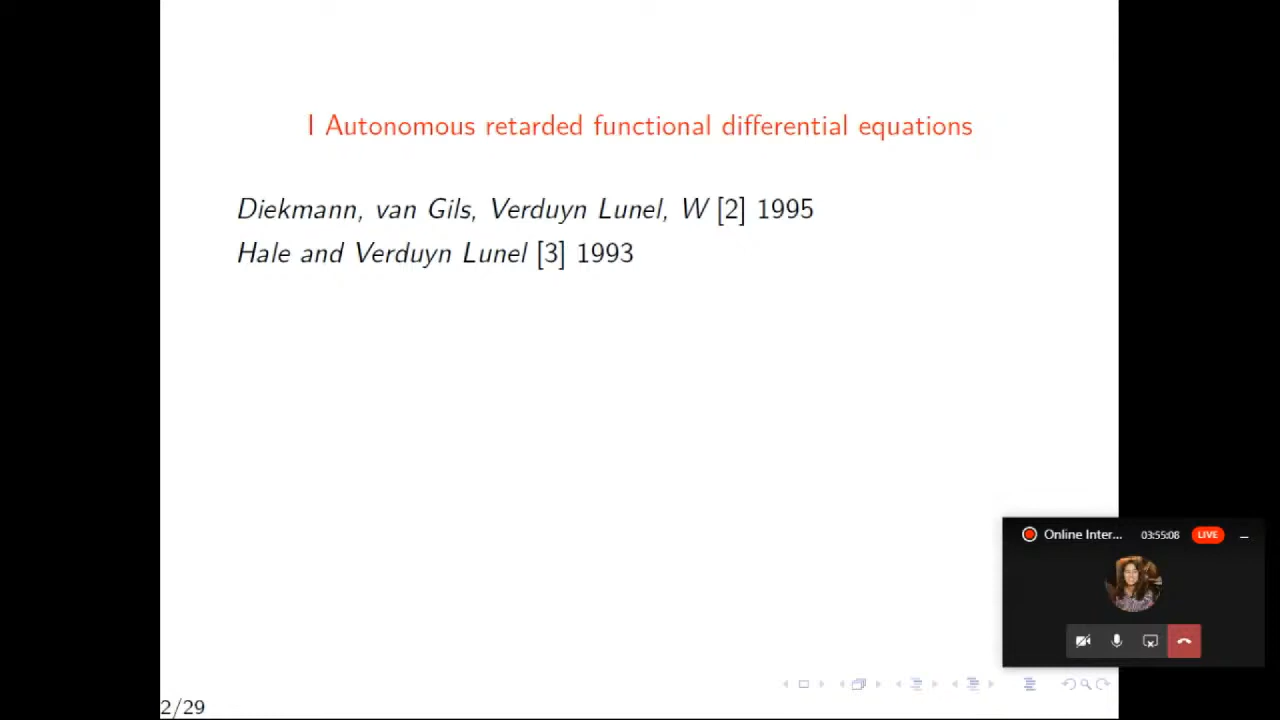 I Autonomous retarded functional differential equations
Diekmann, van Gils, Verduyn Lunel, W [2] 1995
Hale and Verduyn Lunel [3] 1993
Online Inter... 03:55:08 LIVE
2/29